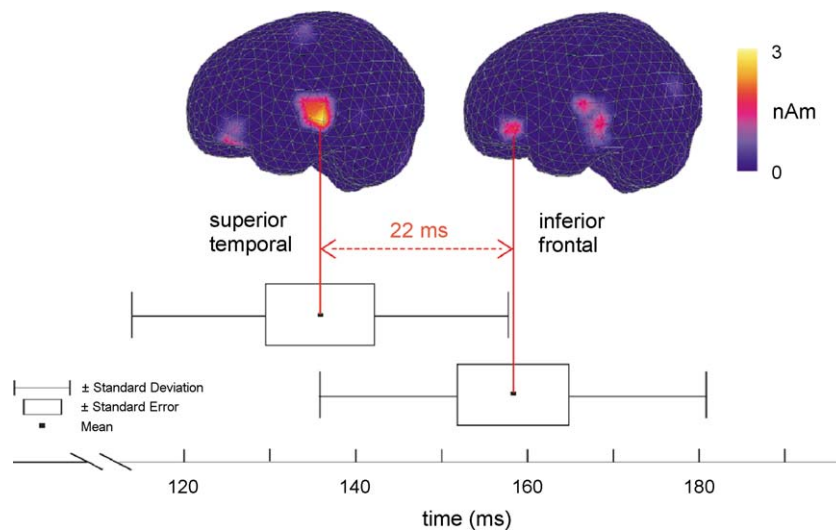 3
nAm
0
superior
temporal
22 ms
inferior
frontal
± Standard Deviation
± Standard Error
Mean
120
140
160
180
time (ms)